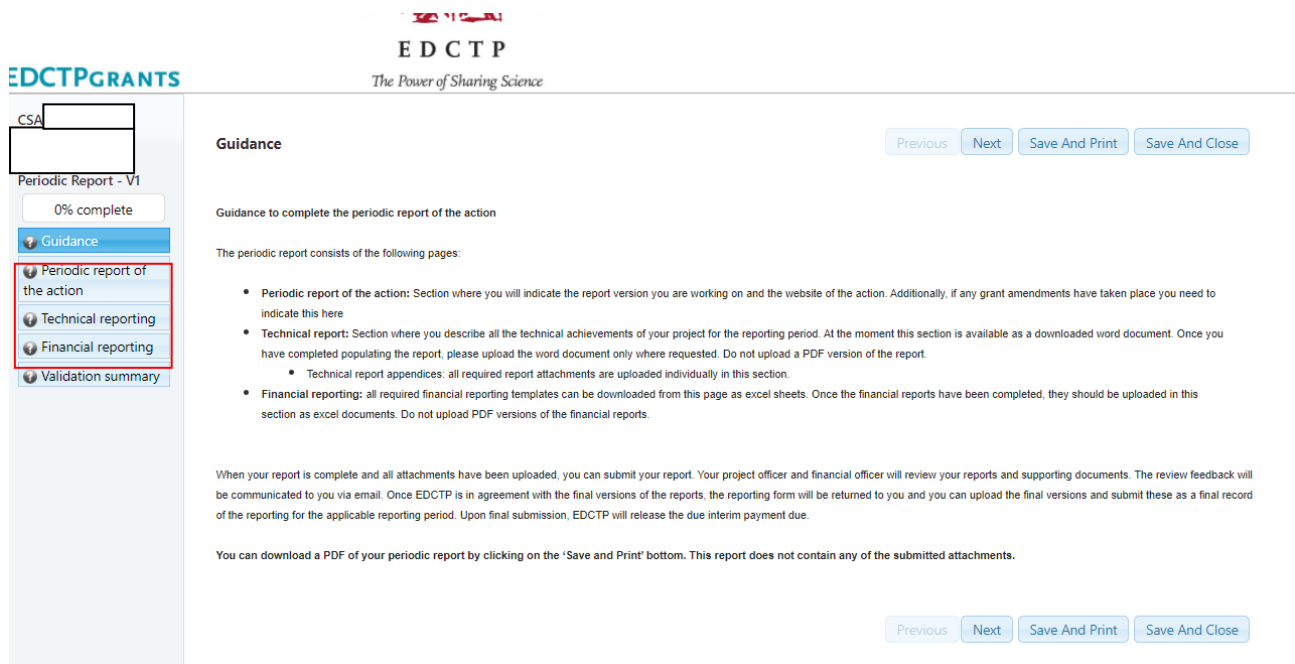 E D C T P
EDCTPGRANTS
The Power of Sharing Science
CSA
Periodic Report - V1
0% complete
Guidance
Periodic report of
the action
Technical reporting
Financial reporting
Validation summary
Guidance
Previous
Next
Save And Print
Save And Close
Guidance to complete the periodic report of the action
The periodic report consists of the following pages:
Periodic report of the action: Section where you will indicate the report version you are working on and the website of the action. Additionally, if any grant amendments have taken place you need to
indicate this here
Technical report: Section where you describe all the technical achievements of your project for the reporting period. At the moment this section is available as a downloaded word document. Once you
have completed populating the report, please upload the word document only where requested. Do not upload a PDF version of the report.
Technical report appendices: all required report attachments are uploaded individually in this section.
Financial reporting: all required financial reporting templates can be downloaded from this page as excel sheets. Once the financial reports have been completed, they should be uploaded in this
section as excel documents. Do not upload PDF versions of the financial reports.
When your report is complete and all attachments have been uploaded, you can submit your report. Your project officer and financial officer will review your reports and supporting documents. The review feedback will
be communicated to you via email. Once EDCTP is in agreement with the final versions of the reports, the reporting form will be returned to you and you can upload the final versions and submit these as a final record
of the reporting for the applicable reporting period. Upon final submission, EDCTP will release the due interim payment due.
You can download a PDF of your periodic report by clicking on the ‘Save and Print’ bottom. This report does not contain any of the submitted attachments.
Previous
Next
Save And Print
Save And Close